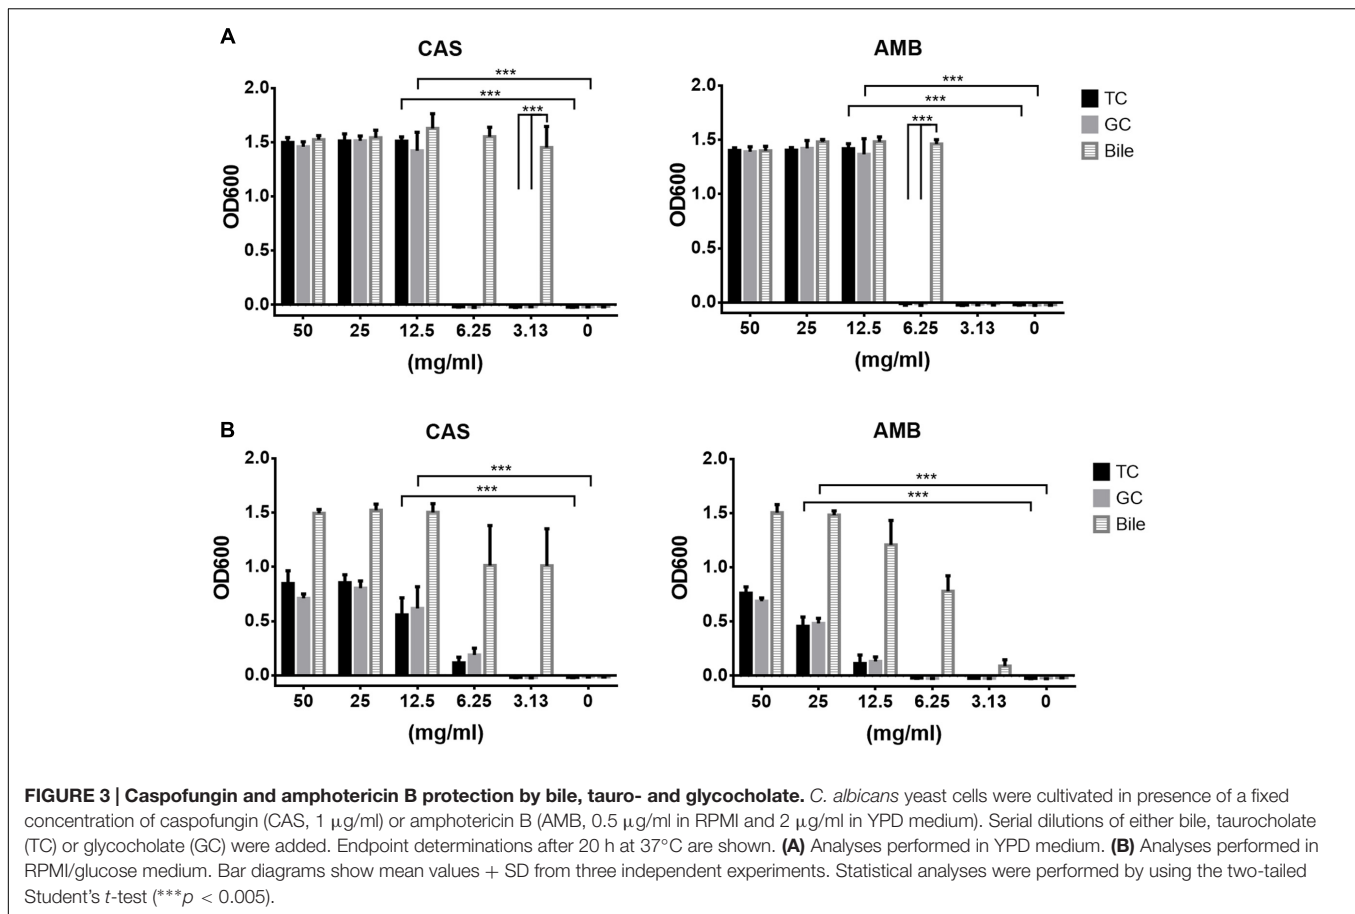 A
CAS
AMB
***
***
***
2.0
1.5
1.0
0.5
0.0
OD600
50 25 12.5 6.25 3.13 0
(mg/ml)
***
***
***
2.0
1.5
1.0
0.5
0.0
OD600
50 25 12.5 6.25 3.13 0
(mg/ml)
TC
GC
Bile
B
CAS
AMB
***
***
2.0
1.5
1.0
0.5
0.0
OD600
50 25 12.5 6.25 3.13 0
(mg/ml)
***
***
2.0
1.5
1.0
0.5
0.0
OD600
50 25 12.5 6.25 3.13 0
(mg/ml)
TC
GC
Bile
FIGURE 3 | Caspofungin and amphotericin B protection by bile, tauro- and glycocholate. C. albicans yeast cells were cultivated in presence of a fixed
concentration of caspofungin (CAS, 1 μg/ml) or amphotericin B (AMB, 0.5 μg/ml in RPMI and 2 μg/ml in YPD medium). Serial dilutions of either bile, taurocholate
(TC) or glycocholate (GC) were added. Endpoint determinations after 20 h at 37°C are shown. (A) Analyses performed in YPD medium. (B) Analyses performed in
RPMI/glucose medium. Bar diagrams show mean values + SD from three independent experiments. Statistical analyses were performed by using the two-tailed
Student's t-test (***p < 0.005).